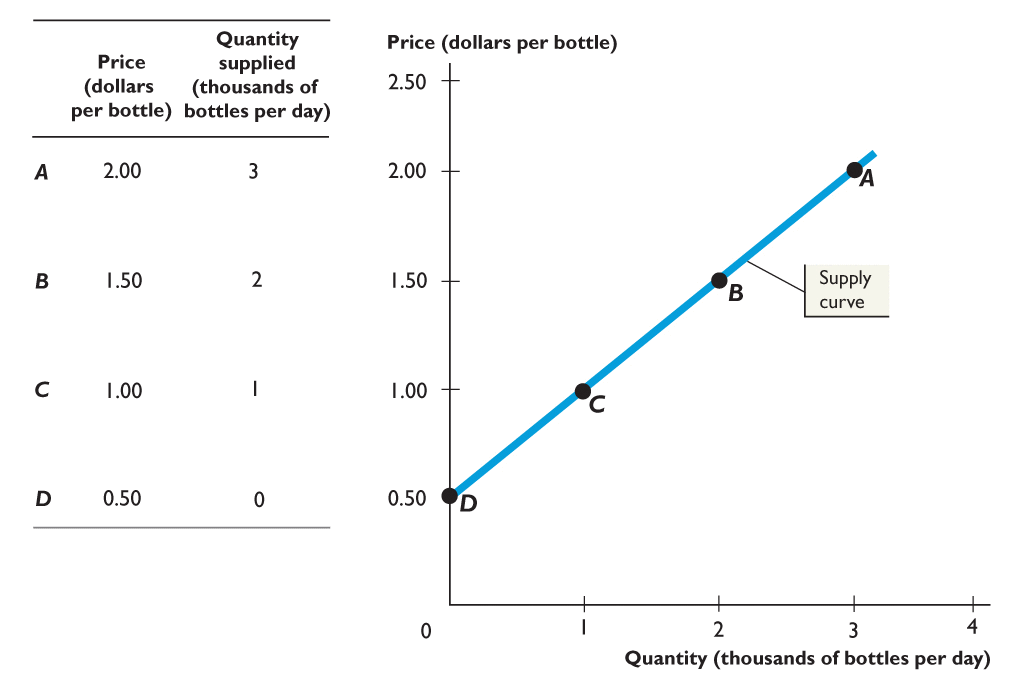 Price
(dollars
per bottle)
Quantity
supplied
(thousands of
bottles per day)
A 2.00 3
B 1.50 2
C 1.00 1
D 0.50 0
Price (dollars per bottle)
2.50
2.00
1.50
1.00
0.50
A
B
C
D
Supply
curve
0 1 2 3 4
Quantity (thousands of bottles per day)